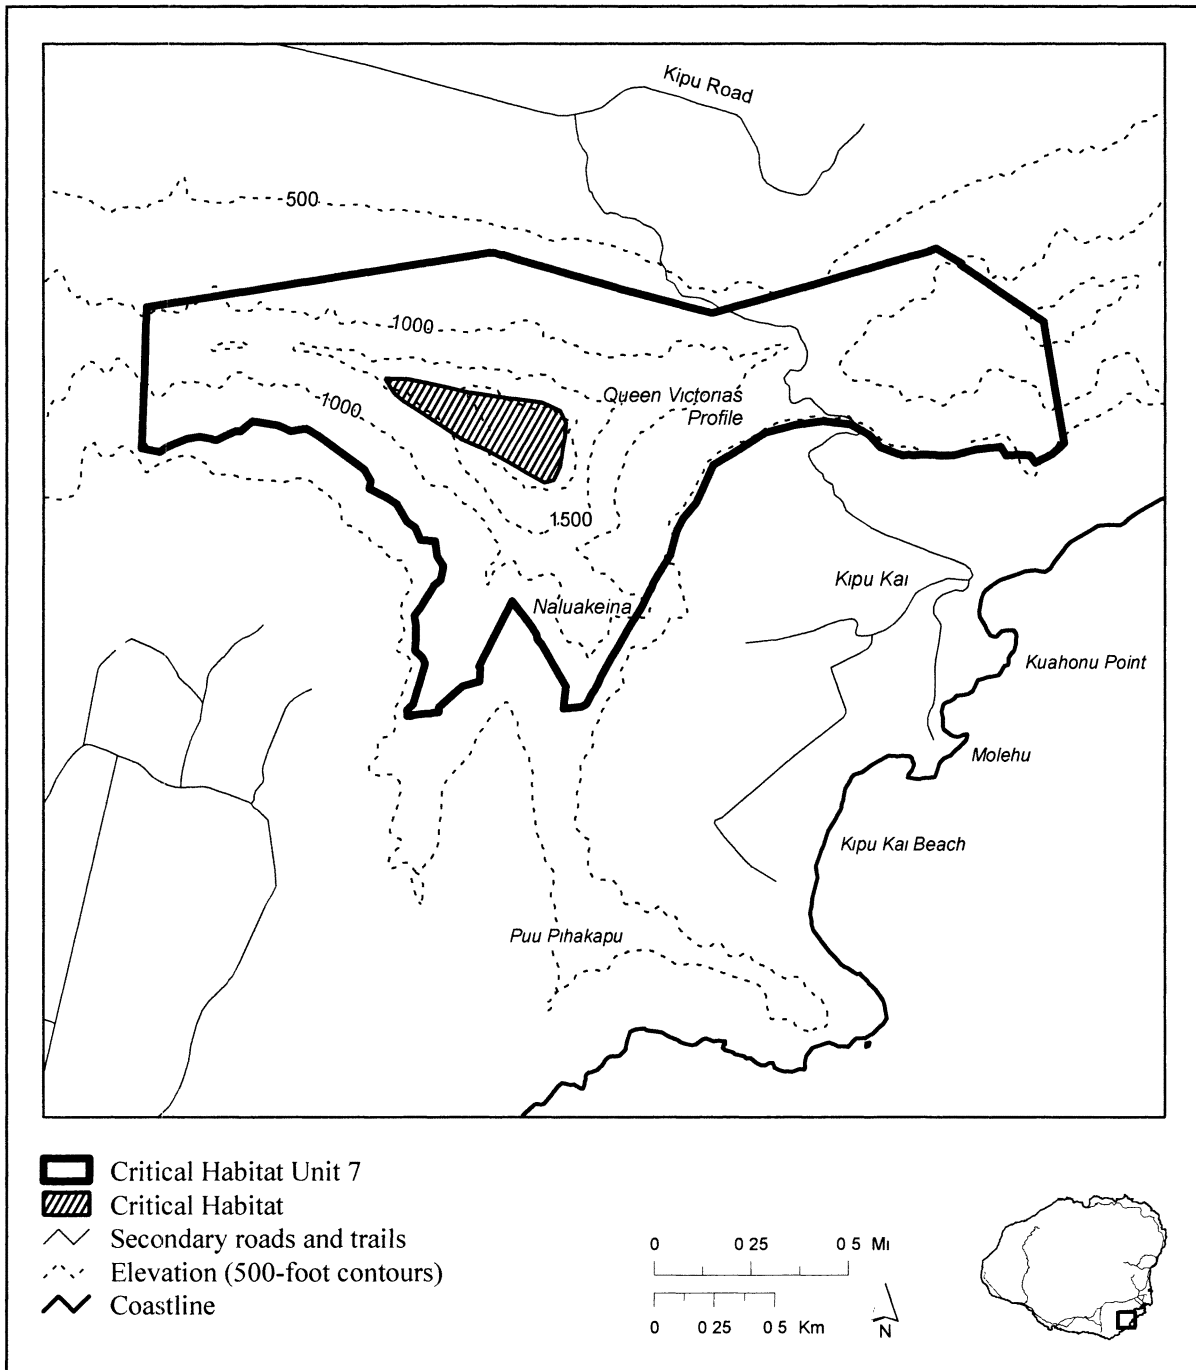 Kipu Road
500
1000
Queen Victorias
Profile
1000
1500
Kipu Kai
Naluakeina
Kuahonu Point
Molehu
Kipu Kai Beach
Puu Pihakapu
Critical Habitat Unit 7
Critical Habitat
Secondary roads and trails
Elevation (500-foot contours)
Coastline
0 0 25 0 5 Mi
0 0 25 0 5 Km
N